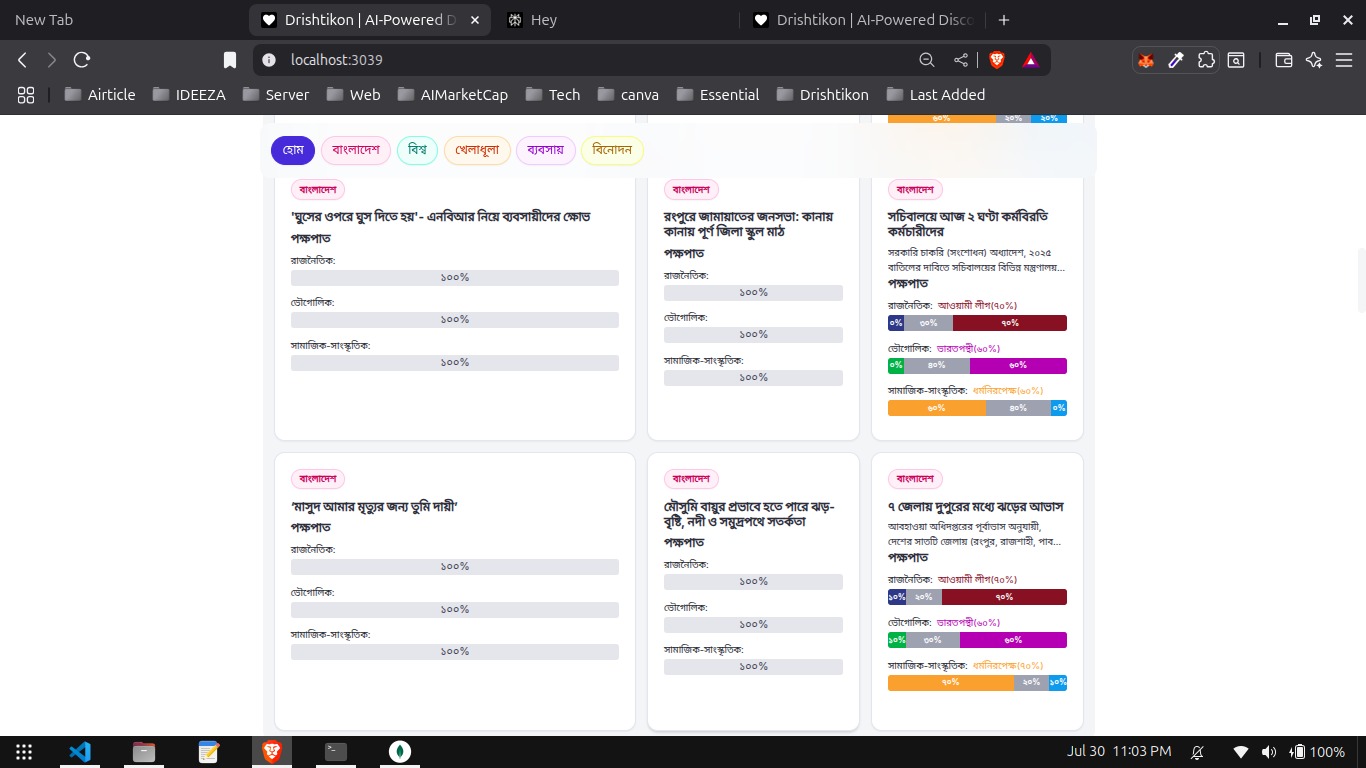 New Tab
Drishtikon | AI-Powered D
Hey
Drishtikon | AI-Powered Disco
localhost:3039
Airticle
IDEEZA
Server
Web
AIMarketCap
Tech
canva
Essential
Drishtikon
Last Added
৬০%
২০%
২০%
হোম
বাংলাদেশ
বিশ্ব
খেলাধূলা
ব্যবসায়
বিনোদন
বাংলাদেশ
'ঘুসের ওপরে ঘুস দিতে হয়'- এনবিআর নিয়ে ব্যবসায়ীদের ক্ষোভ
পক্ষপাত
রাজনৈতিক:
১০০%
ভৌগোলিক:
১০০%
সামাজিক-সাংস্কৃতিক:
১০০%
বাংলাদেশ
রংপুরে জামায়াতের জনসভা: কানায়
কানায় পূর্ণ জিলা স্কুল মাঠ
পক্ষপাত
রাজনৈতিক:
১০০%
ভৌগোলিক:
১০০%
সামাজিক-সাংস্কৃতিক:
১০০%
বাংলাদেশ
সচিবালয়ে আজ ২ ঘণ্টা কর্মবিরতি
কর্মচারীদের
সরকারি চাকরি (সংশোধন) অধ্যাদেশ, ২০২৫
বাতিলের দাবিতে সচিবালয়ের বিভিন্ন মন্ত্রণালয়...
পক্ষপাত
রাজনৈতিক: আওয়ামী লীগ(৭০%)
০% ৩০% ৭০%
ভৌগোলিক: ভারতপন্থী(৬০%)
০% ৪০% ৬০%
সামাজিক-সাংস্কৃতিক: ধর্মনিরপেক্ষ(৬০%)
৬০% ৪০% ০%
বাংলাদেশ
'মাসুদ আমার মৃত্যুর জন্য তুমি দায়ী'
পক্ষপাত
রাজনৈতিক:
১০০%
ভৌগোলিক:
১০০%
সামাজিক-সাংস্কৃতিক:
১০০%
বাংলাদেশ
মৌসুমি বায়ুর প্রভাবে হতে পারে ঝড়-
বৃষ্টি, নদী ও সমুদ্রপথে সতর্কতা
পক্ষপাত
রাজনৈতিক:
১০০%
ভৌগোলিক:
১০০%
সামাজিক-সাংস্কৃতিক:
১০০%
বাংলাদেশ
৭ জেলায় দুপুরের মধ্যে ঝড়ের আভাস
আবহাওয়া অধিদপ্তরের পূর্বাভাস অনুযায়ী,
দেশের সাতটি জেলায় (রংপুর, রাজশাহী, পাব...
পক্ষপাত
রাজনৈতিক: আওয়ামী লীগ(৭০%)
১০% ২০% ৭০%
ভৌগোলিক: ভারতপন্থী(৬০%)
১০% ৩০% ৬০%
সামাজিক-সাংস্কৃতিক: ধর্মনিরপেক্ষ(৭০%)
৭০% ২০% ১০%
Jul 30 11:03 PM
100%